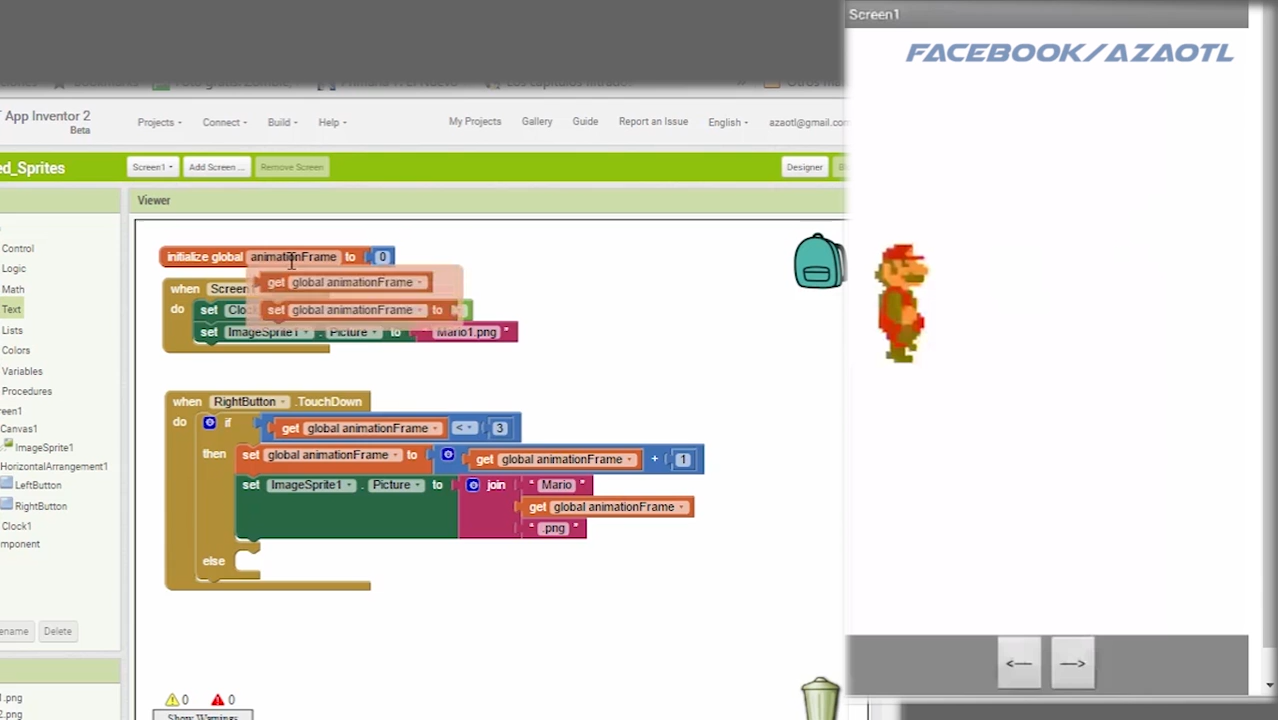 Screen1
FACEBOOK/AZAOTL
App Inventor 2
Beta
Projects
Connect
Build
Help
My Projects
Gallery
Guide
Report an Issue
English
azaotl@gmail.com
ed_Sprites
Screen1
Add Screen ...
Remove Screen
Designer
Viewer
Control
Logic
Math
Text
Lists
Colors
Variables
Procedures
Canvas1
ImageSprite1
HorizontalArrangement1
LeftButton
RightButton
Clock1
Delete
initialize global animationFrame to 0
get global animationFrame
set global animationFrame to
when Screen
do set Cloc
set ImageSprite1 . Picture to " Mario1.png "
when RightButton .TouchDown
do if get global animationFrame < 3
then set global animationFrame to get global animationFrame + 1
set ImageSprite1 . Picture to join " Mario "
get global animationFrame
" .png "
else
0 0
Show Warnings
<---
--->